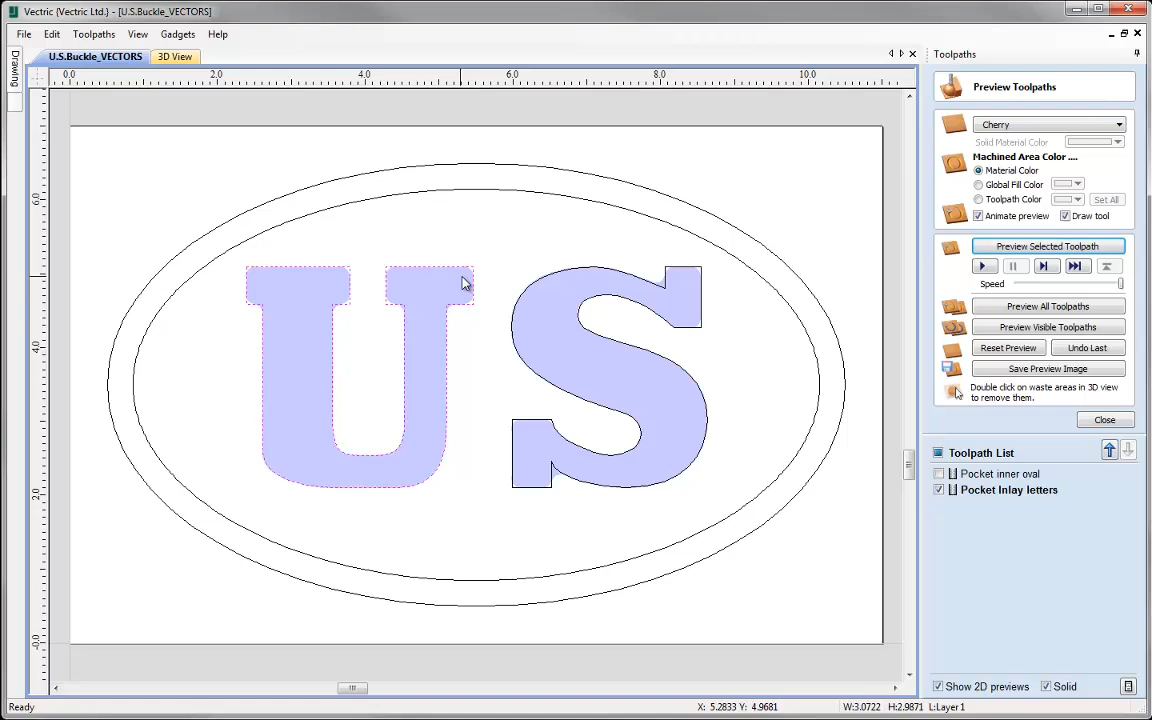 Vectric {Vectric Ltd.} - [U.S.Buckle_VECTORS]
File Edit Toolpaths View Gadgets Help
Drawing
U.S.Buckle_VECTORS 3D View
0.0 2.0 4.0 6.0 8.0 10.0
6.0
4.0
2.0
-0.0
U S
Toolpaths
Preview Toolpaths
Cherry
Solid Material Color
Machined Area Color ....
Material Color
Global Fill Color
Toolpath Color Set All
Animate preview Draw tool
Preview Selected Toolpath
Speed
Preview All Toolpaths
Preview Visible Toolpaths
Reset Preview Undo Last
Save Preview Image
Double click on waste areas in 3D view
to remove them.
Close
Toolpath List
Pocket inner oval
Pocket Inlay letters
Show 2D previews Solid
Ready X: 5.2833 Y: 4.9681 W:3.0722 H:2.9871 L:Layer1